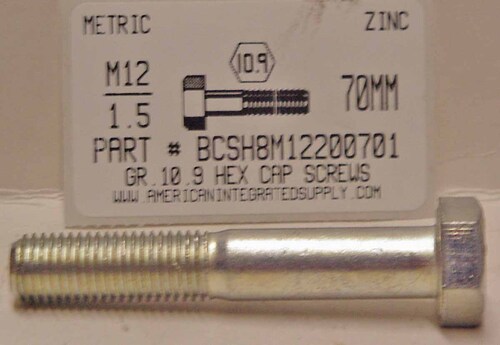 METRIC ZINC
10.9
M12
1.5
70MM
PART # BCSH8M12200701
GR.10.9 HEX CAP SCREWS
WWW.AMERICANINTEGRATEDSUPPLY.COM